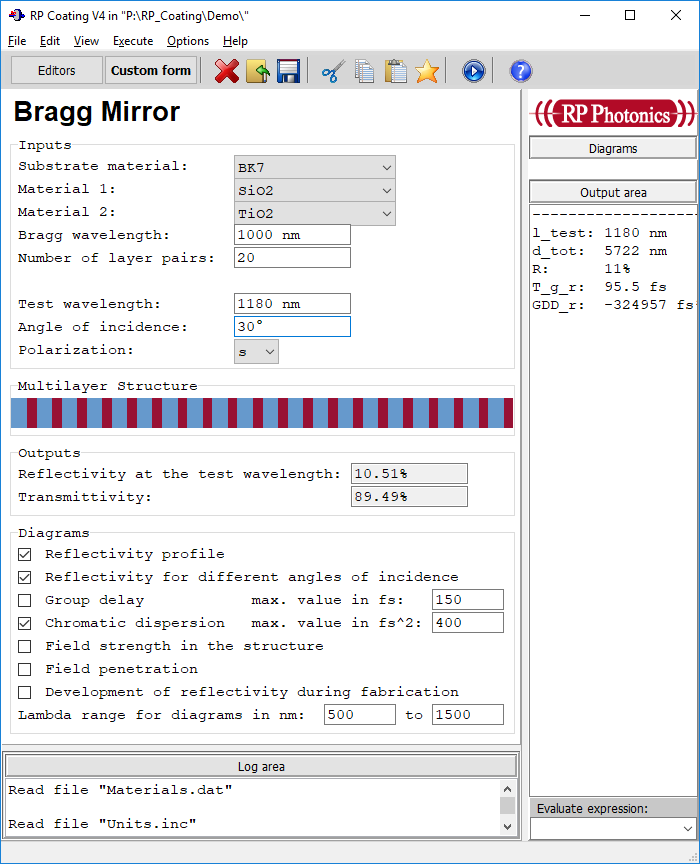 RP Coating V4 in "P:\RP_Coating\Demo\"
File Edit View Execute Options Help
Editors Custom form
Bragg Mirror
Inputs
Substrate material: BK7
Material 1: SiO2
Material 2: TiO2
Bragg wavelength: 1000 nm
Number of layer pairs: 20
Test wavelength: 1180 nm
Angle of incidence: 30°
Polarization: s
Multilayer Structure
Outputs
Reflectivity at the test wavelength: 10.51%
Transmittivity: 89.49%
Diagrams
Reflectivity profile
Reflectivity for different angles of incidence
Group delay max. value in fs: 150
Chromatic dispersion max. value in fs^2: 400
Field strength in the structure
Field penetration
Development of reflectivity during fabrication
Lambda range for diagrams in nm: 500 to 1500
Log area
Read file "Materials.dat"
Read file "Units.inc"
RP Photonics
Diagrams
Output area
-------------------
l_test: 1180 nm
d_tot: 5722 nm
R: 11%
T_g_r: 95.5 fs
GDD_r: -324957 fs
Evaluate expression: